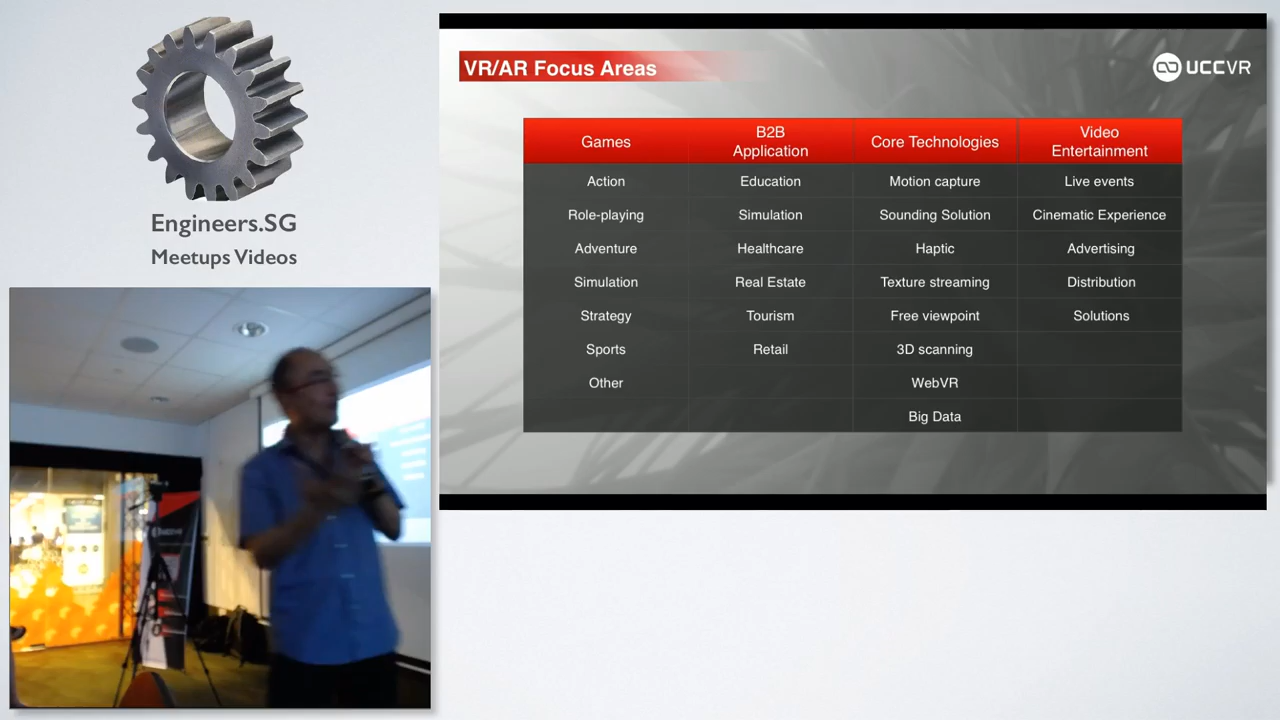 Engineers.SG
Meetups Videos
VR/AR Focus Areas
UCCVR
Games
B2B
Application
Core Technologies
Video
Entertainment
Action
Education
Motion capture
Live events
Role-playing
Simulation
Sounding Solution
Cinematic Experience
Adventure
Healthcare
Haptic
Advertising
Simulation
Real Estate
Texture streaming
Distribution
Strategy
Tourism
Free viewpoint
Solutions
Sports
Retail
3D scanning
Other
WebVR
Big Data
UCCVR